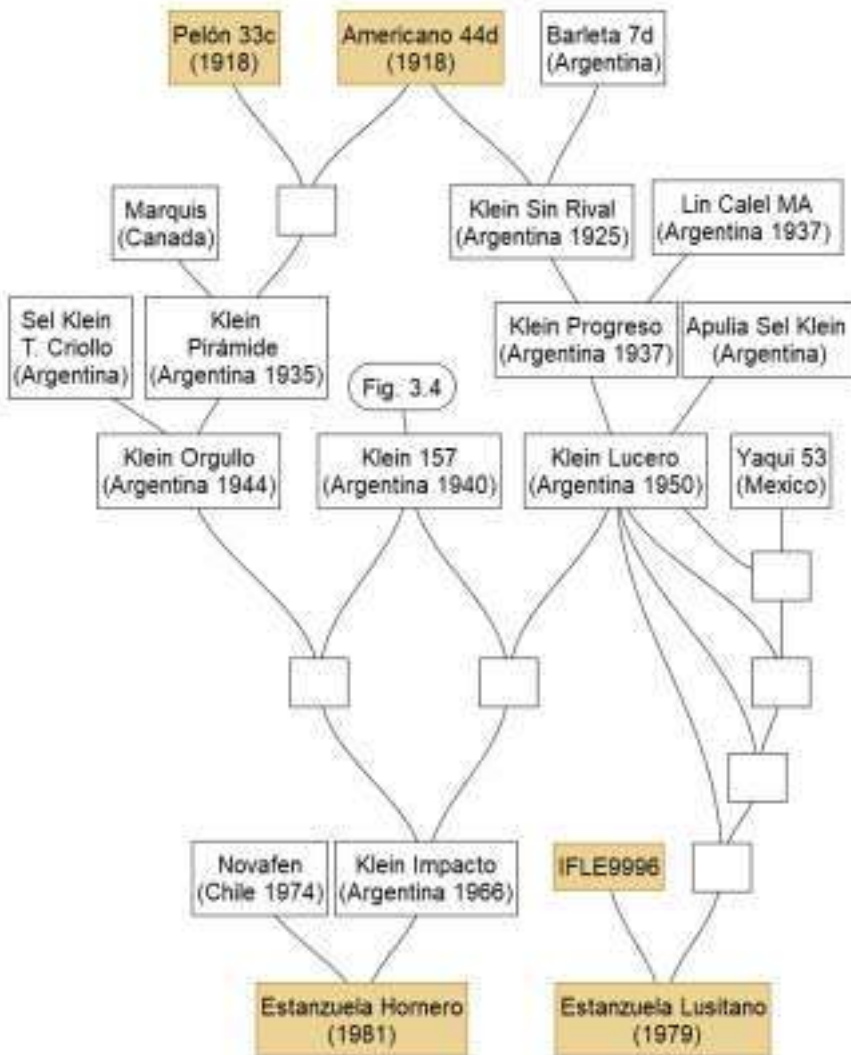 Pelón 33c
(1918)
Americano 44d
(1918)
Barleta 7d
(Argentina)
Marquis
(Canada)
Klein Sin Rival
(Argentina 1925)
Lin Calel MA
(Argentina 1937)
Sel Klein
T. Criollo
(Argentina)
Klein
Pirámide
(Argentina 1935)
Klein Progreso
(Argentina 1937)
Apulia Sel Klein
(Argentina)
Fig. 3.4
Klein Orgullo
(Argentina 1944)
Klein 157
(Argentina 1940)
Klein Lucero
(Argentina 1950)
Yaqui 53
(Mexico)
Novafen
(Chile 1974)
Klein Impacto
(Argentina 1966)
IFLE9996
Estanzuela Hornero
(1981)
Estanzuela Lusitano
(1979)